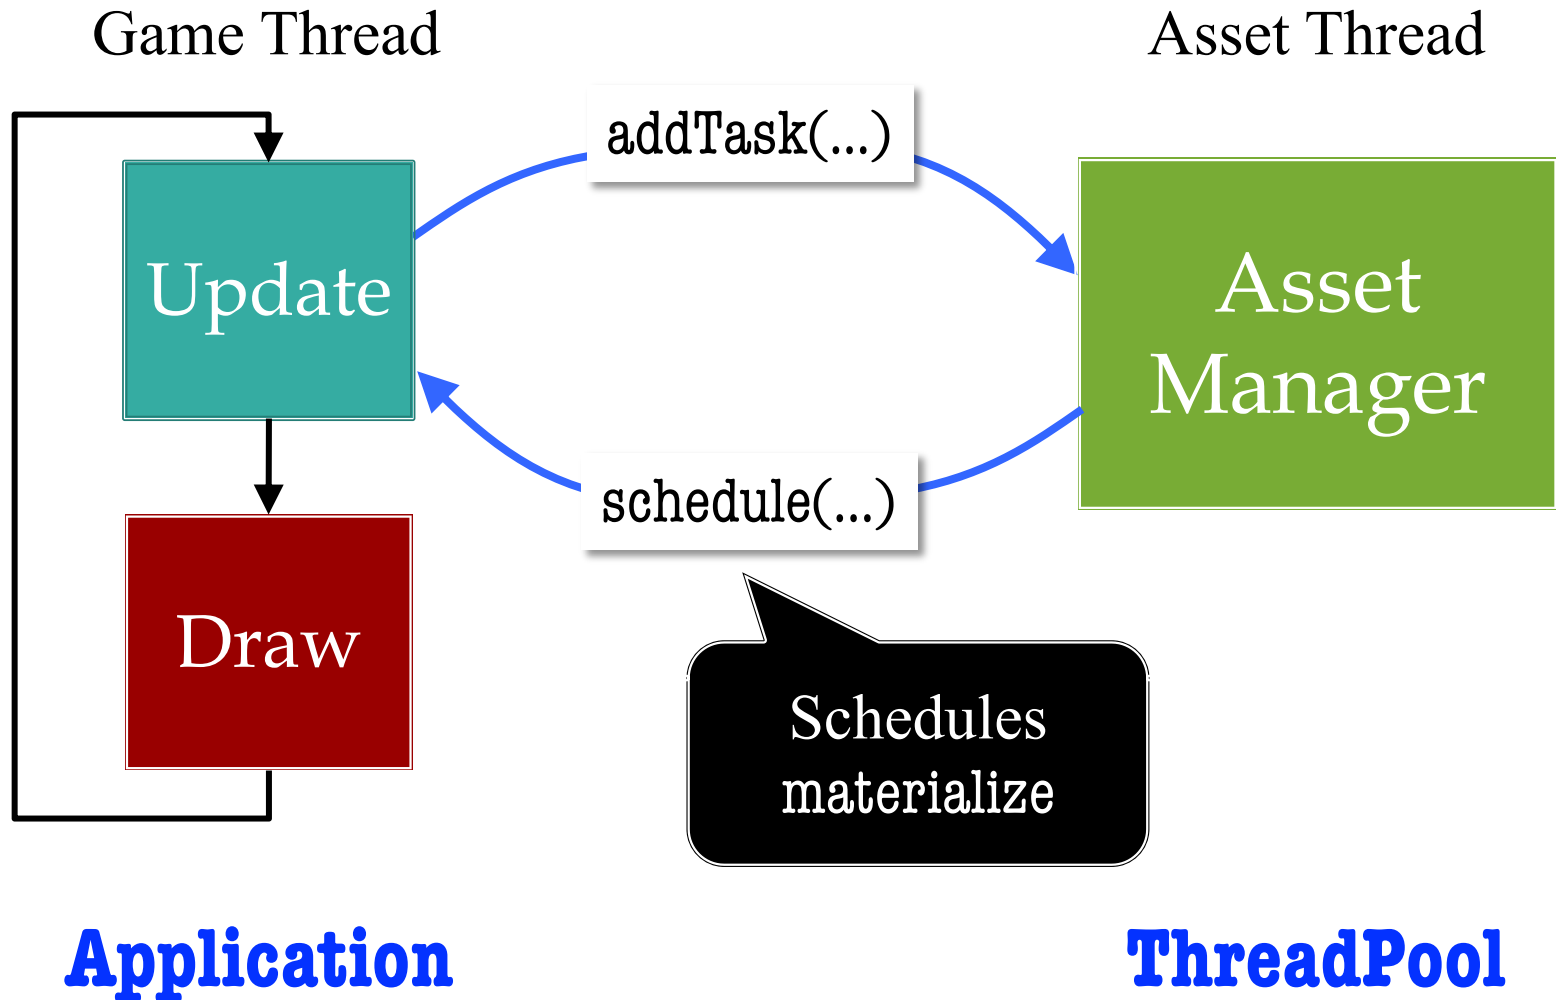 Game Thread
Asset Thread
addTask(...)
Update
Asset
Manager
schedule(...)
Draw
Schedules
materialize
Application
ThreadPool